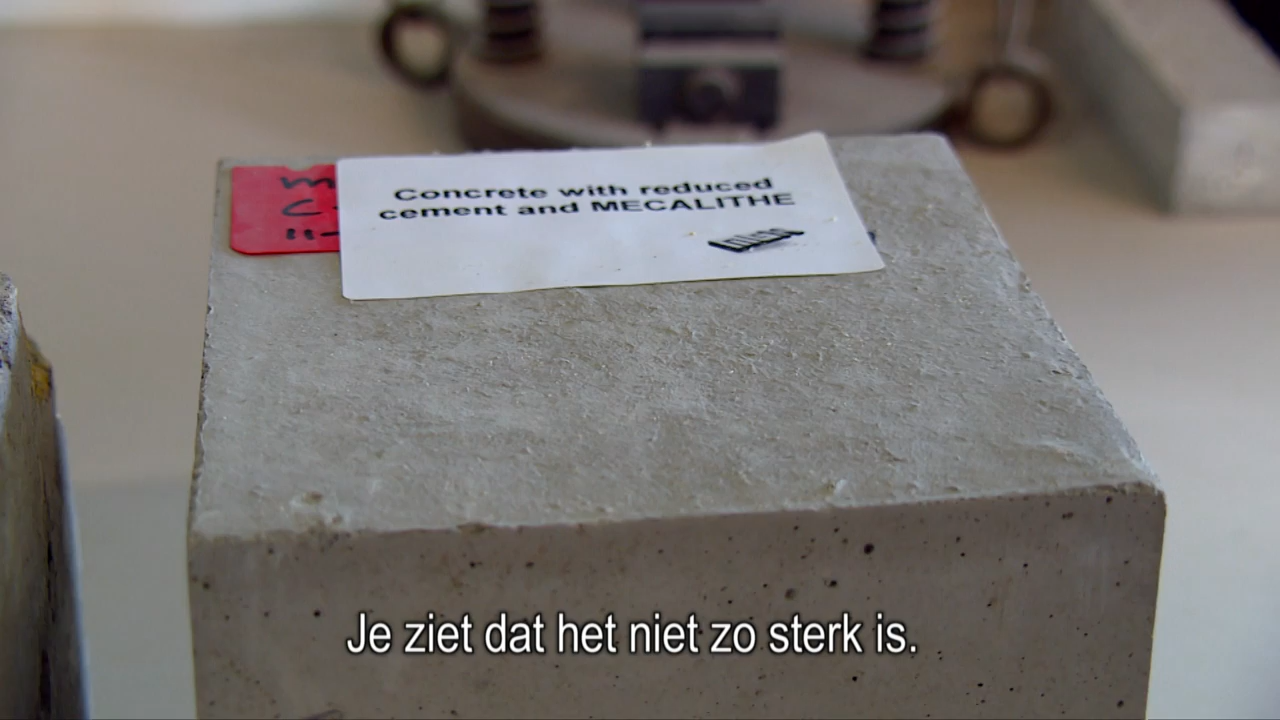 Concrete with reduced
cement and MECALITHE
Je ziet dat het niet zo sterk is.